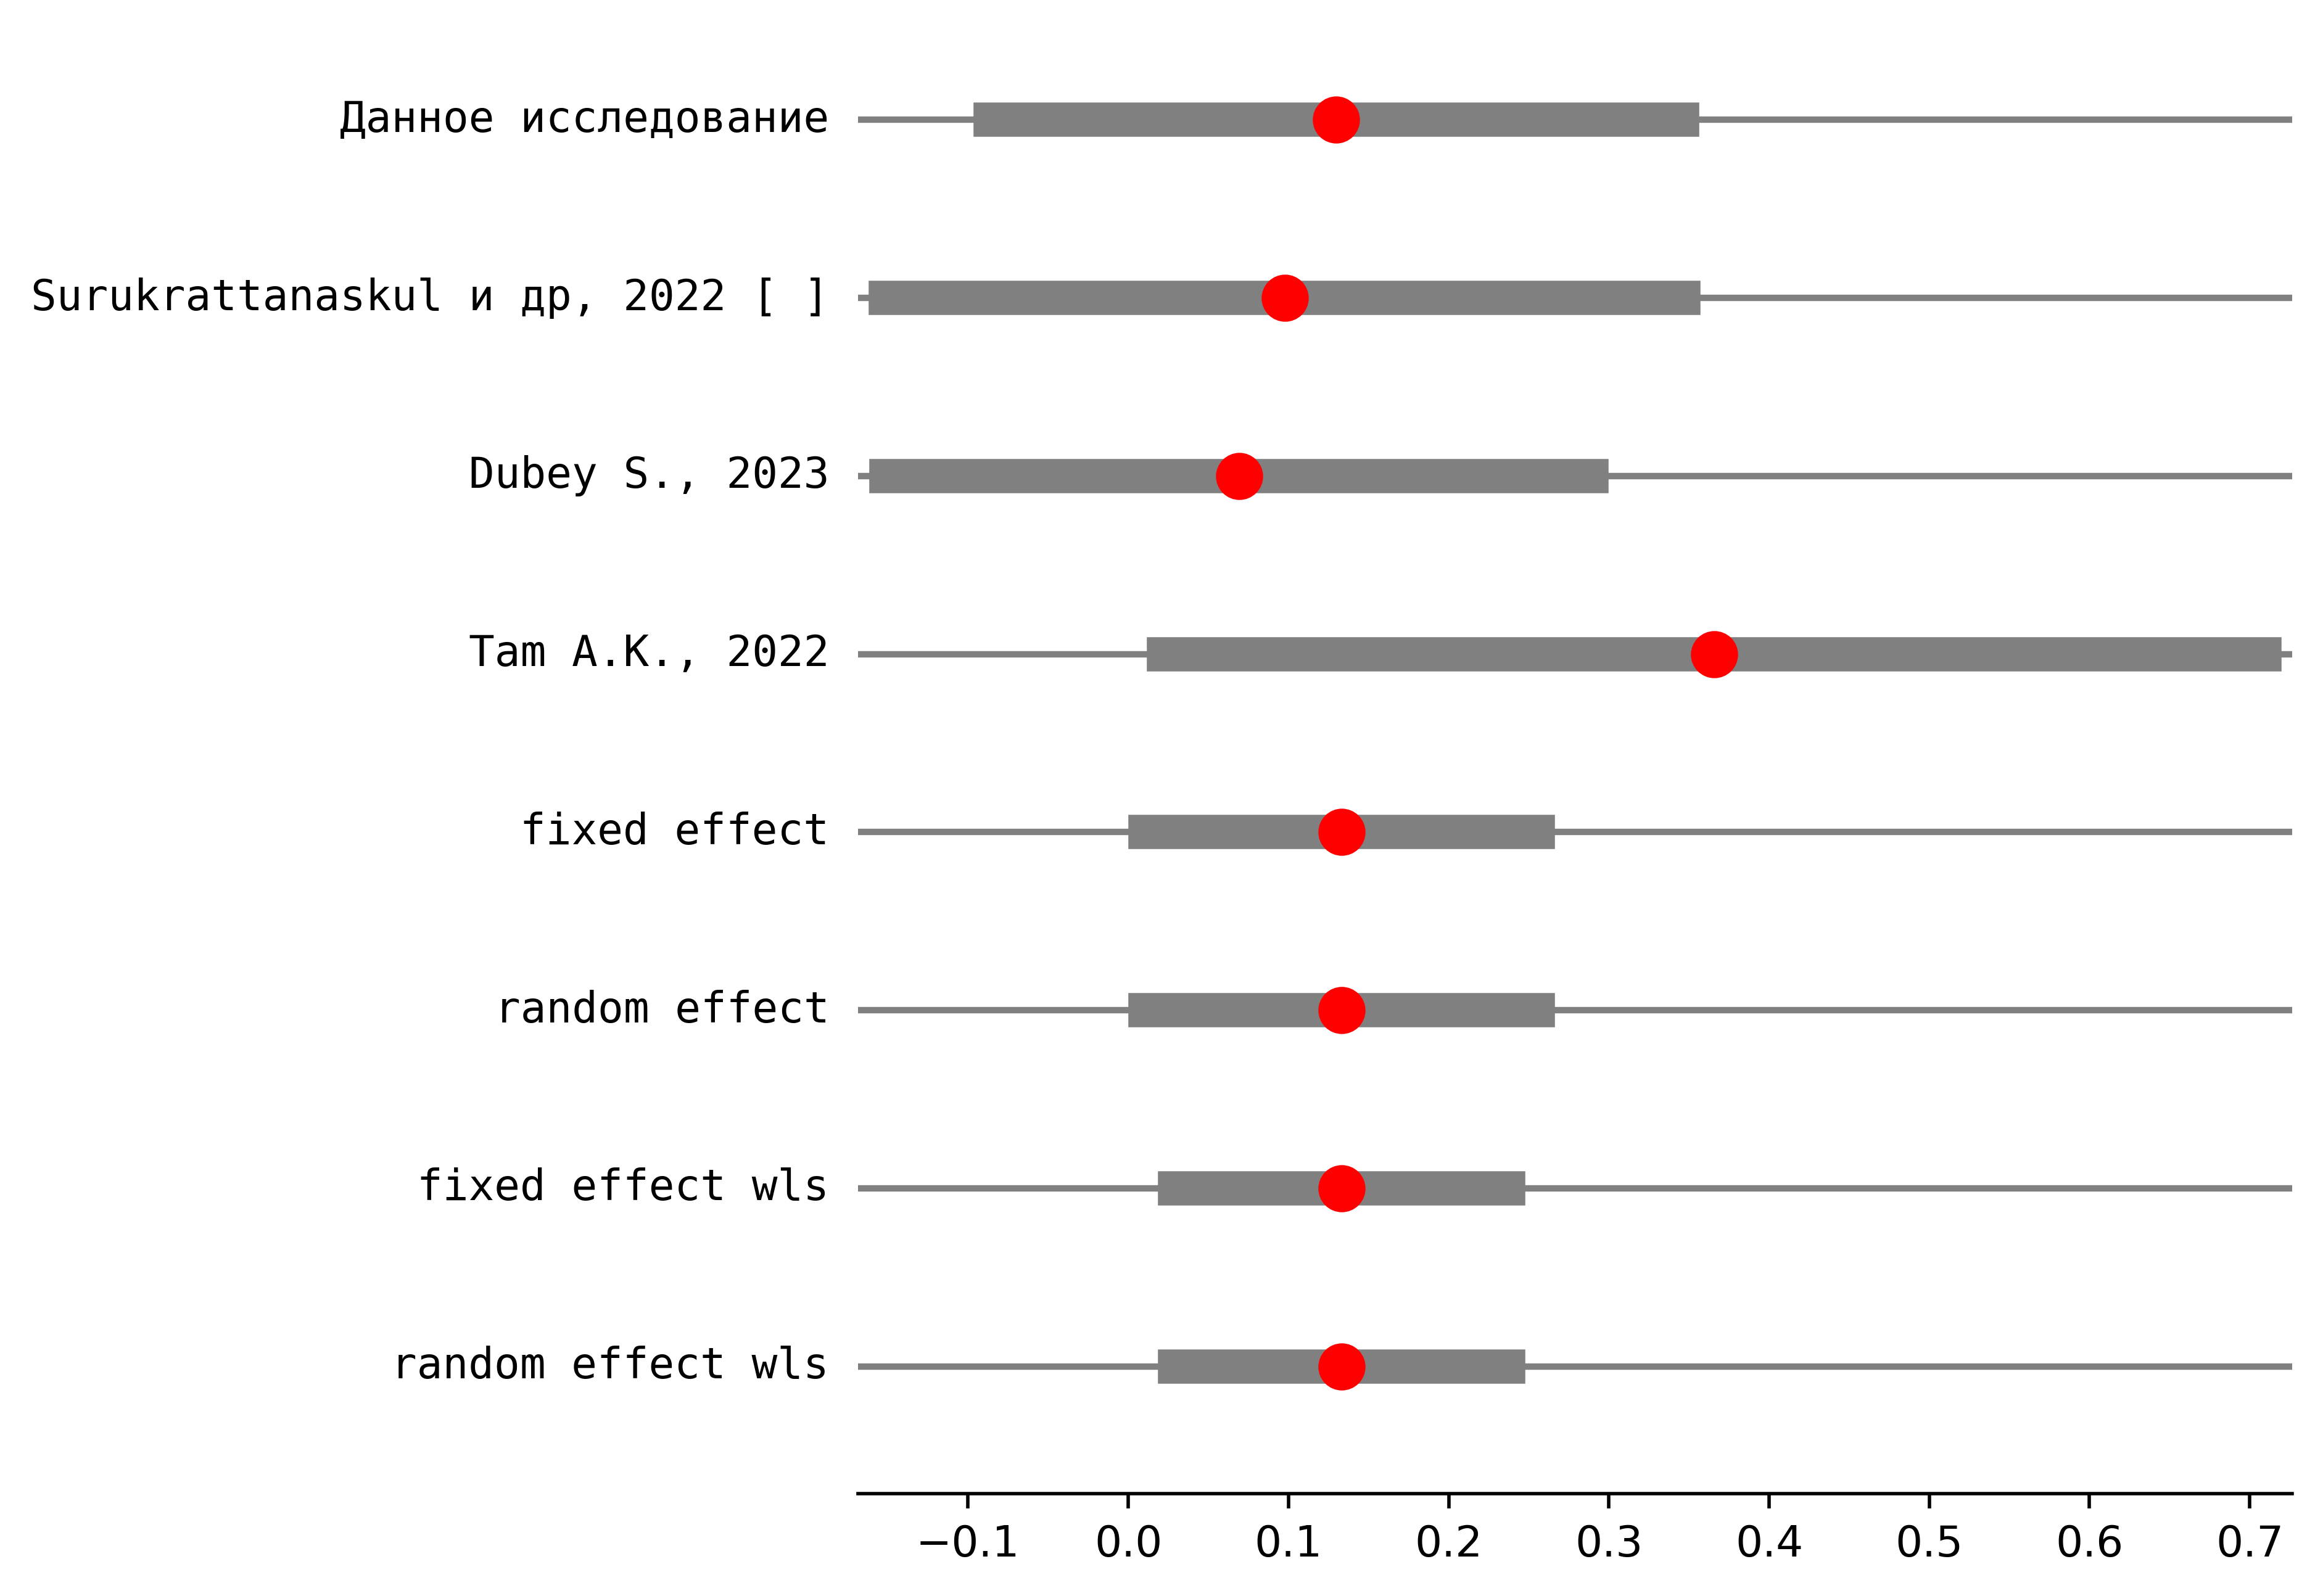 Данное исследование
Surukrattanaskul и др, 2022 [ ]
Dubey S., 2023
Tam A.K., 2022
fixed effect
random effect
fixed effect wls
random effect wls
−0.1 0.0 0.1 0.2 0.3 0.4 0.5 0.6 0.7